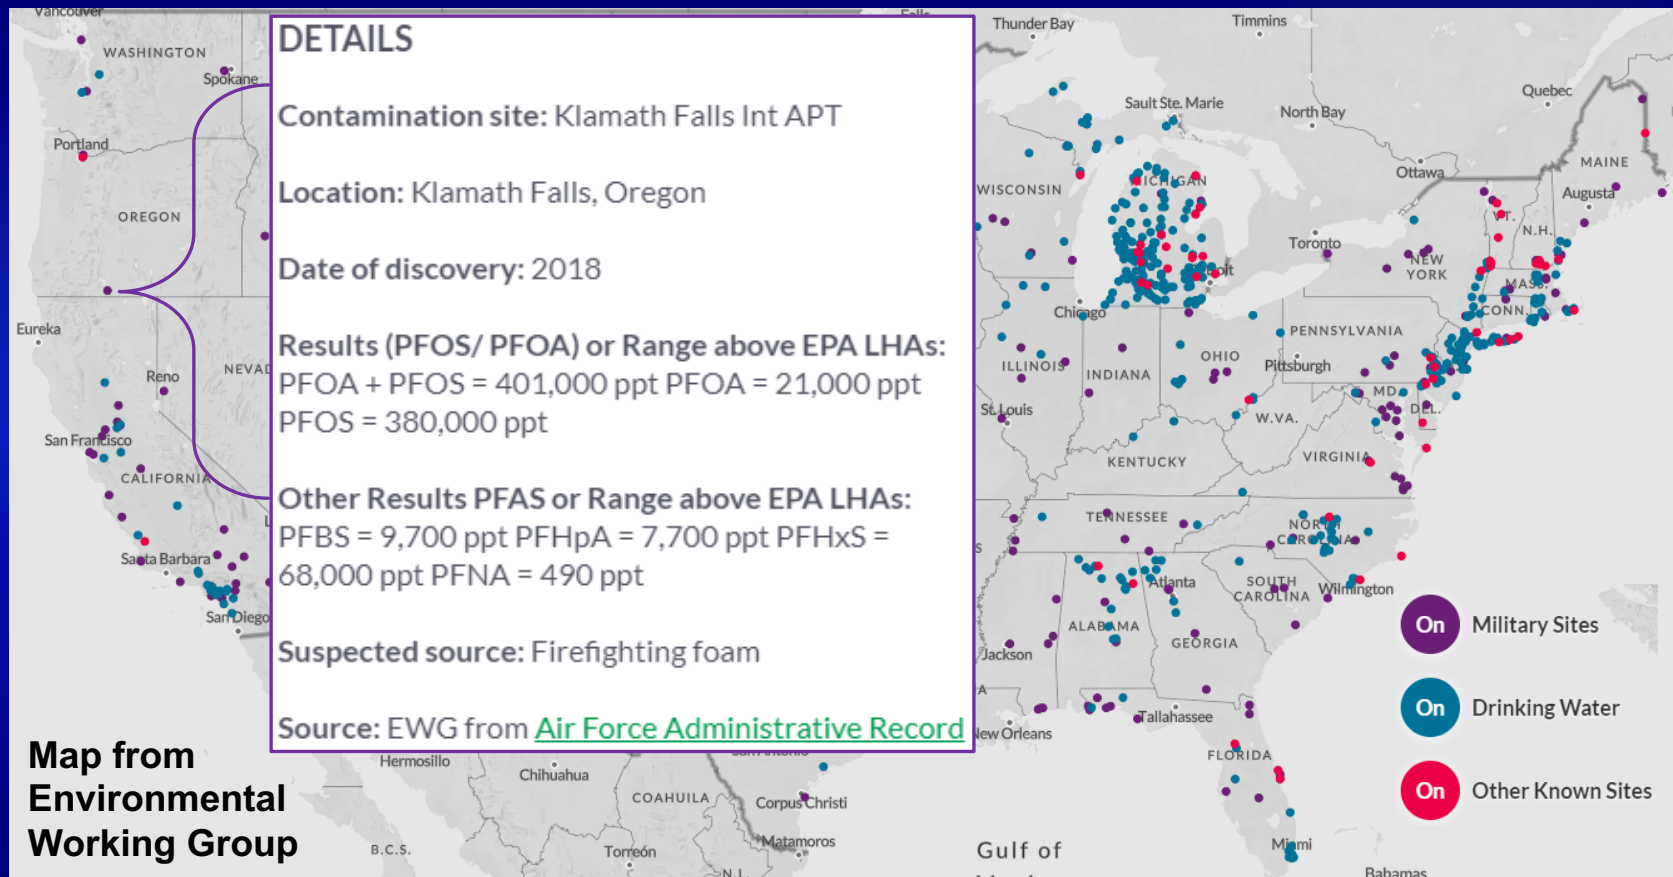 DETAILS
Contamination site: Klamath Falls Int APT
Location: Klamath Falls, Oregon
Date of discovery: 2018
Results (PFOS/ PFOA) or Range above EPA LHAs:
PFOA + PFOS = 401,000 ppt PFOA = 21,000 ppt
PFOS = 380,000 ppt
Other Results PFAS or Range above EPA LHAs:
PFBS = 9,700 ppt PFHpA = 7,700 ppt PFHxS =
68,000 ppt PFNA = 490 ppt
Suspected source: Firefighting foam
Source: EWG from Air Force Administrative Record
Map from
Environmental
Working Group
On Military Sites
On Drinking Water
On Other Known Sites
Vancouver
WASHINGTON
Spokane
Portland
OREGON
Eureka
Reno
NEVAD
San Francisco
CALIFORNIA
Santa Barbara
San Diego
Hermosillo
Chihuahua
COAHUILA
Corpus Christi
Matamoros
Torreón
B.C.S.
N.L.
San Antonio
Falls
Thunder Bay
Timmins
Sault Ste. Marie
North Bay
Quebec
Ottawa
MAINE
Augusta
WISCONSIN
MICHIGAN
VT.
N.H.
Toronto
NEW
YORK
MASS.
CONN.
Chicago
PENNSYLVANIA
Pittsburgh
ILLINOIS
INDIANA
OHIO
MD.
DEL.
St. Louis
W.VA.
KENTUCKY
VIRGINIA
TENNESSEE
NORTH
CAROLINA
Atlanta
SOUTH
CAROLINA
Wilmington
ALABAMA
GEORGIA
Jackson
Tallahassee
New Orleans
FLORIDA
Miami
Gulf of
Bahamas